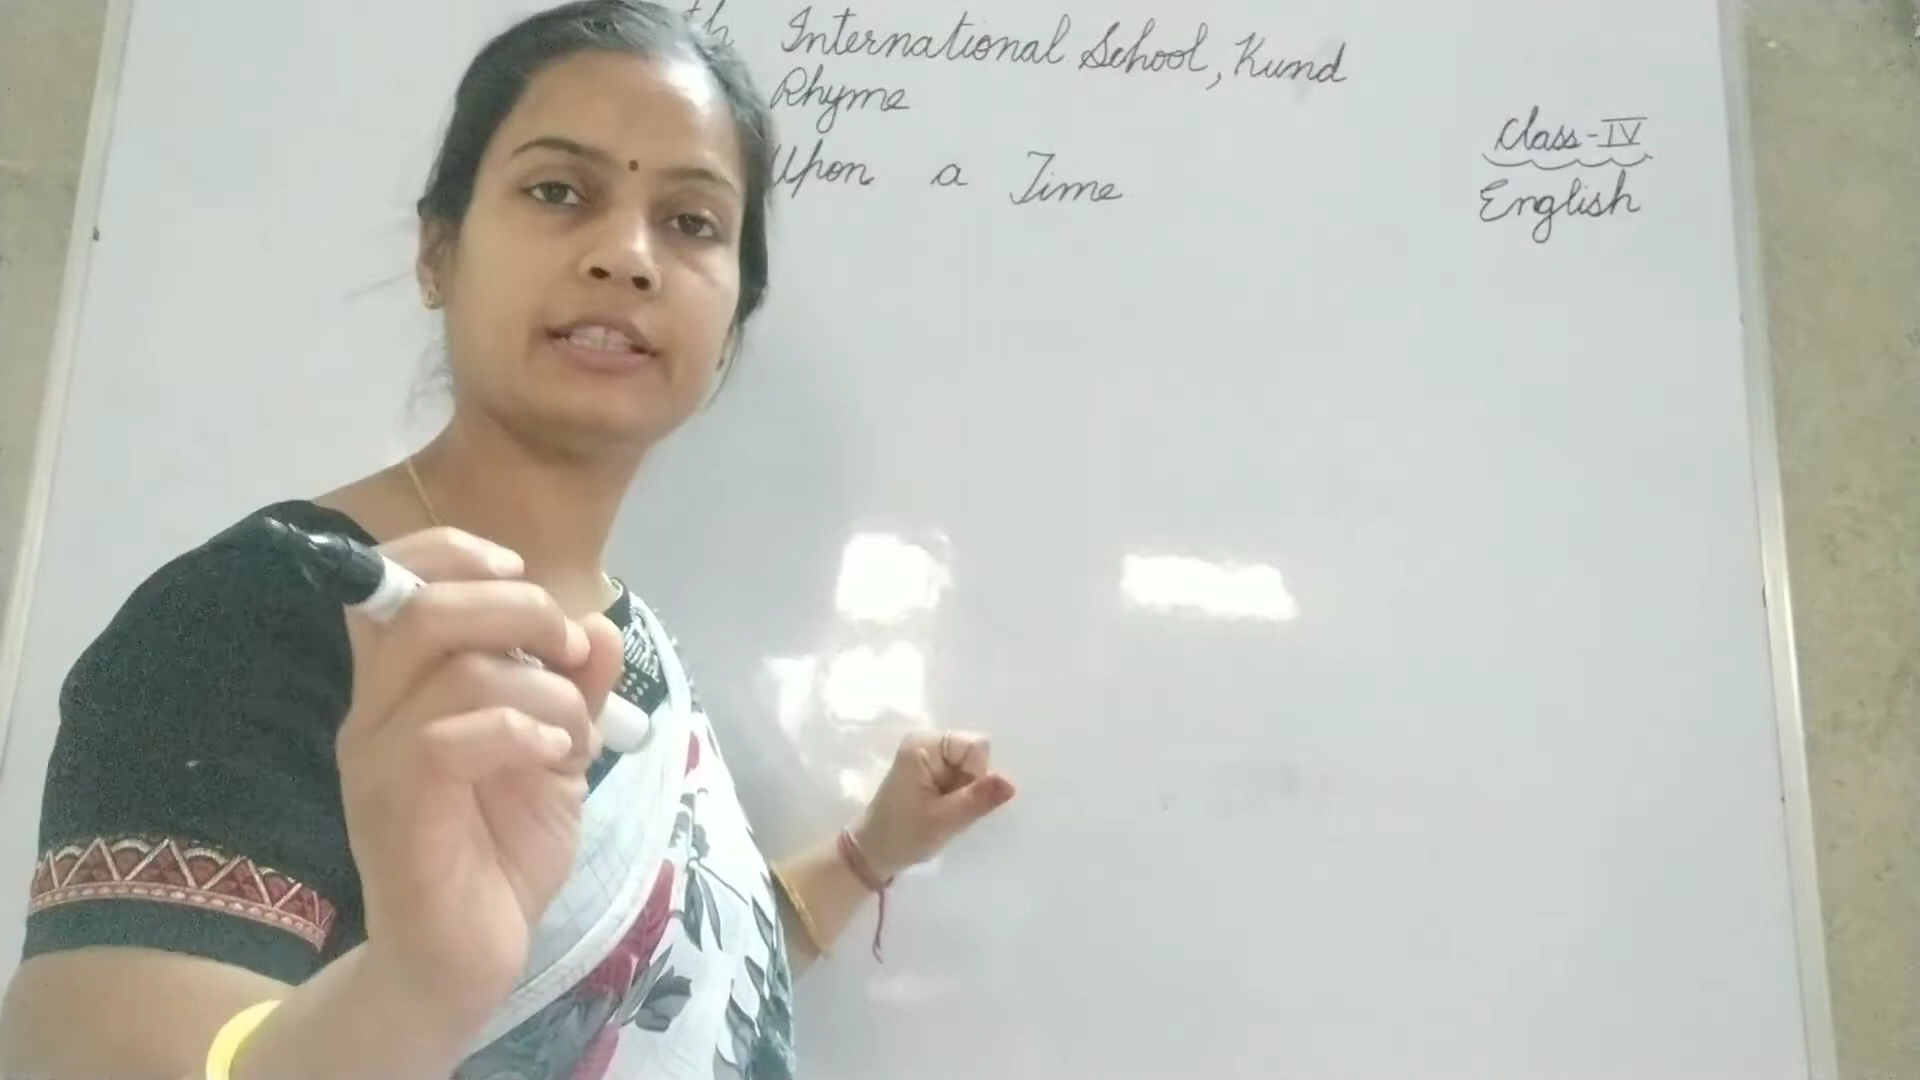 International School, Kund
Rhyme
Upon a Time
Class-IV
English